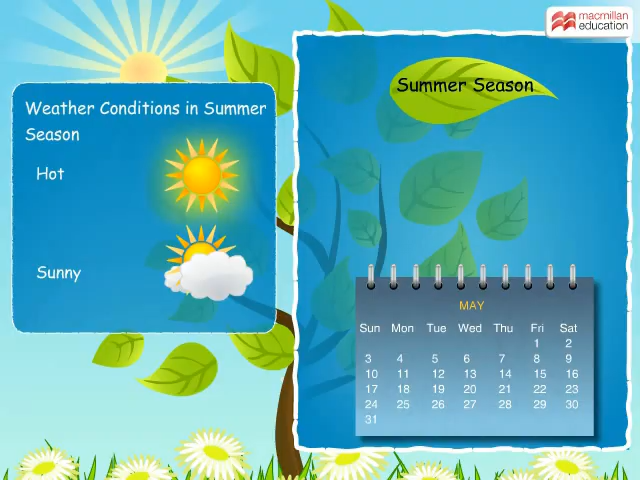 macmillan
education
Summer Season
Weather Conditions in Summer
Season
Hot
Sunny
MAY
Sun Mon Tue Wed Thu Fri Sat
1 2
3 4 5 6 7 8 9
10 11 12 13 14 15 16
17 18 19 20 21 22 23
24 25 26 27 28 29 30
31